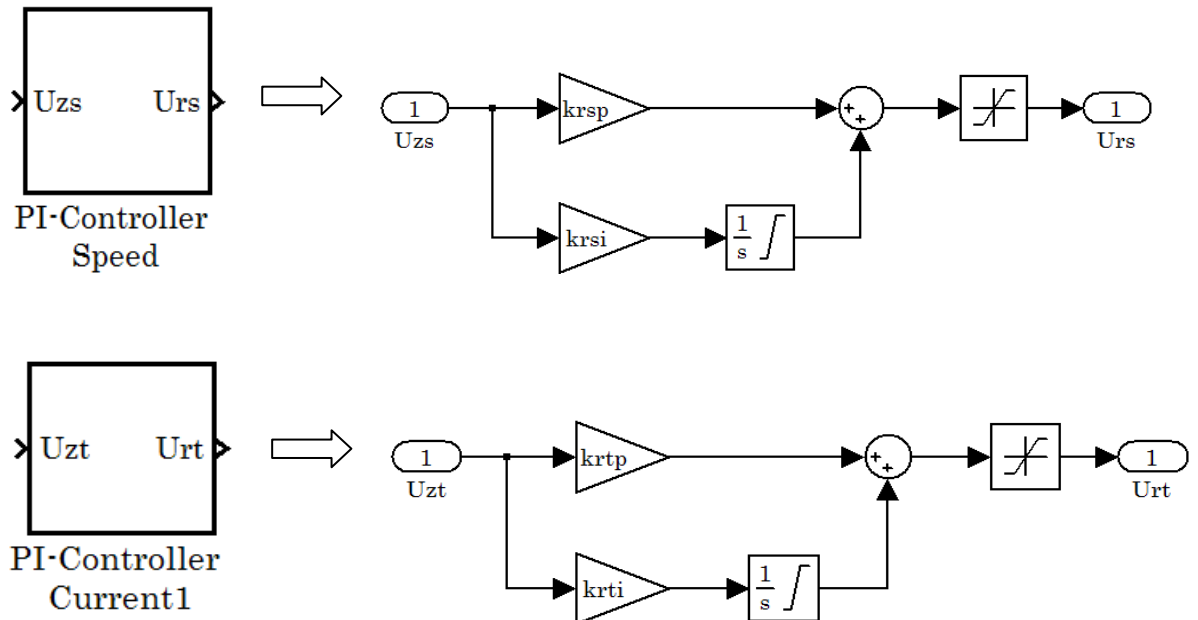 Uzs Urs
PI-Controller
Speed
1
Uzs
krsp
+
+
1
Urs
krsi
1
s
Uzt Urt
PI-Controller
Current1
1
Uzt
krtp
+
+
1
Urt
krti
1
s